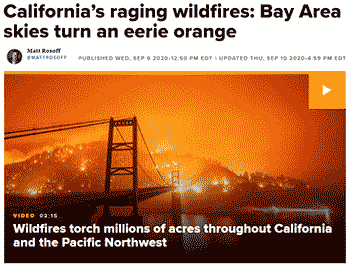 California's raging wildfires: Bay Area
skies turn an eerie orange
Matt Rosoff
@MATTROSOFF
PUBLISHED WED, SEP 9 2020•12:50 PM EDT | UPDATED THU, SEP 10 2020•4:59 PM EDT
VIDEO 02:15
Wildfires torch millions of acres throughout California
and the Pacific Northwest